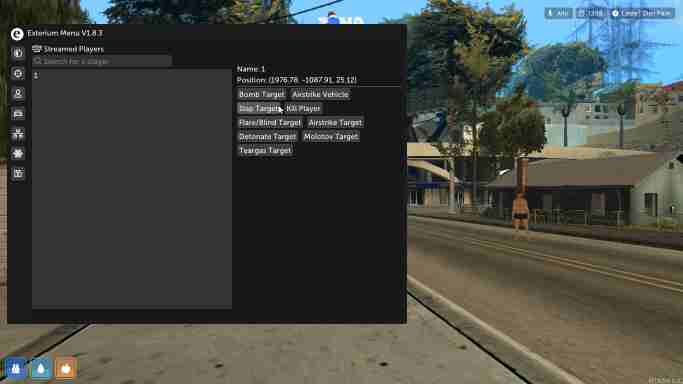 Exterium Menu V1.8.3
Streamed Players
Search for a player
1
Name: 1
Position: (1976.78, -1087.91, 25.12)
Bomb Target
Airstrike Vehicle
Slap Target
Kill Player
Flare/Blind Target
Airstrike Target
Detonate Target
Molotov Target
Teargas Target